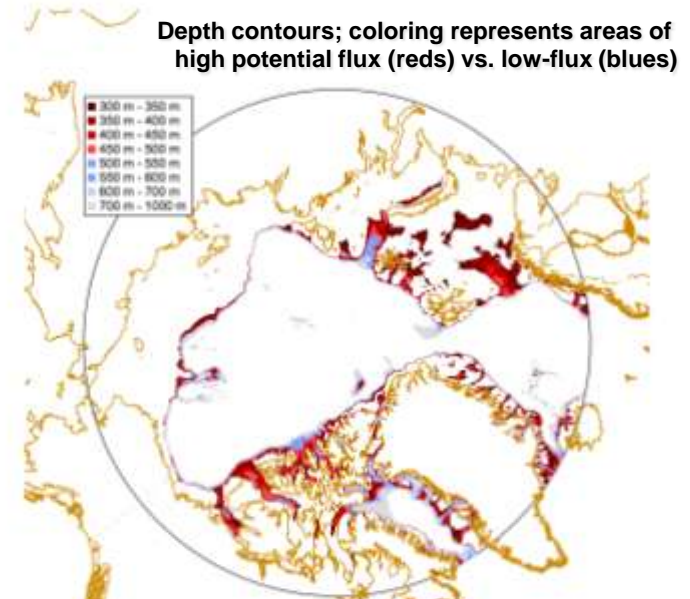 Depth contours; coloring represents areas of
high potential flux (reds) vs. low-flux (blues)
300 m - 350 m
350 m - 400 m
400 m - 450 m
450 m - 500 m
500 m - 550 m
550 m - 600 m
600 m - 700 m
700 m - 1000 m